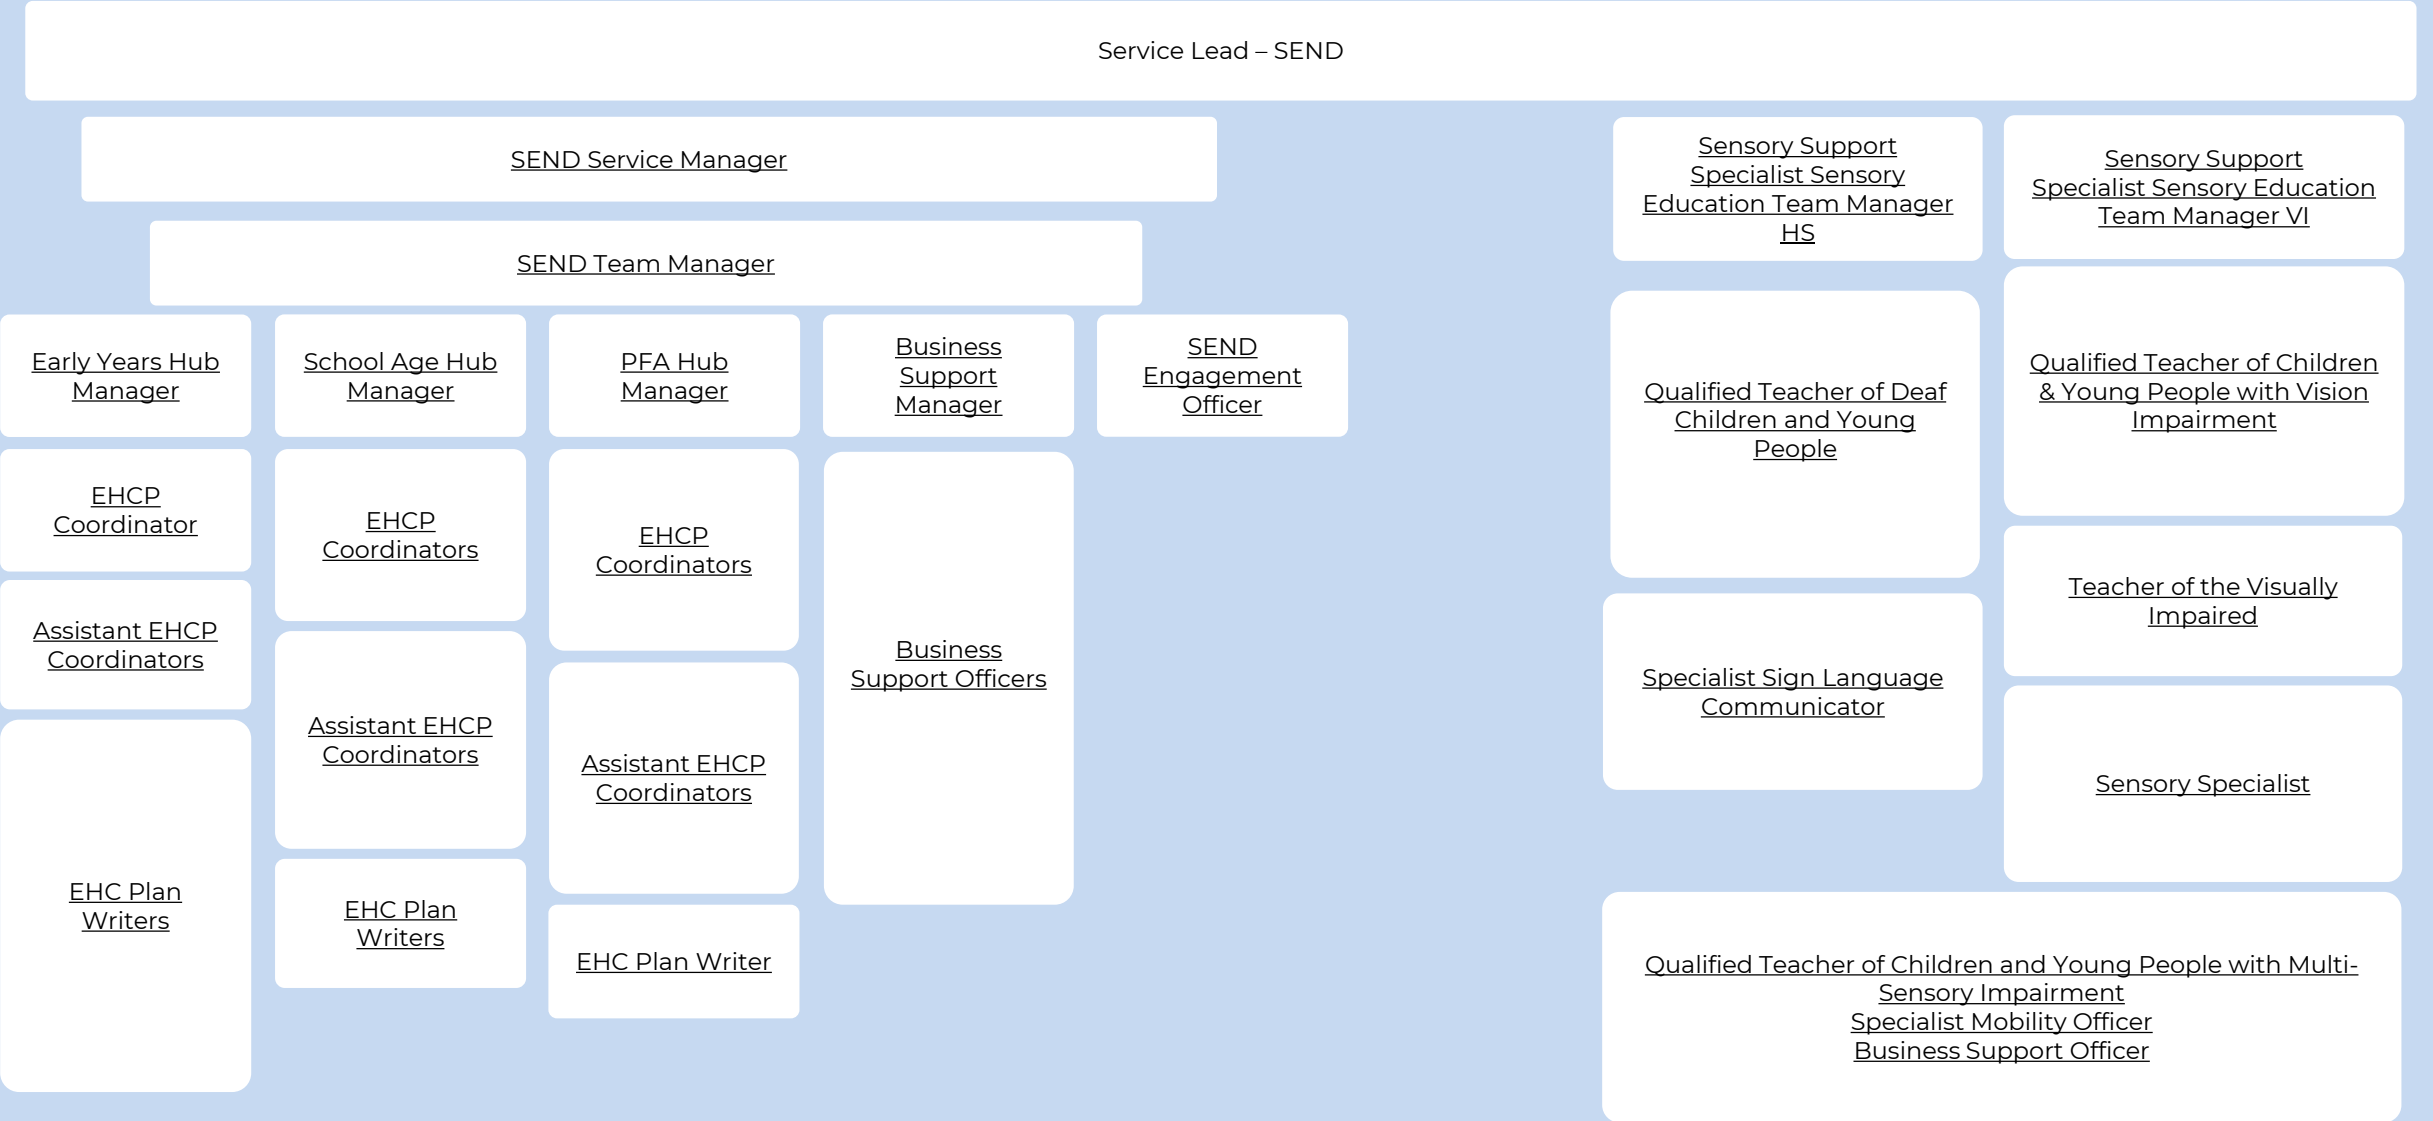 Service Lead – SEND
SEND Service Manager
SEND Team Manager
Early Years Hub
Manager
School Age Hub
Manager
PFA Hub
Manager
Business
Support
Manager
SEND
Engagement
Officer
EHCP
Coordinator
Assistant EHCP
Coordinators
EHC Plan
Writers
EHCP
Coordinators
Assistant EHCP
Coordinators
EHC Plan
Writers
EHCP
Coordinators
Assistant EHCP
Coordinators
EHC Plan Writer
Business
Support Officers
Sensory Support
Specialist Sensory
Education Team Manager
HS
Qualified Teacher of Deaf
Children and Young
People
Specialist Sign Language
Communicator
Sensory Support
Specialist Sensory Education
Team Manager VI
Qualified Teacher of Children
& Young People with Vision
Impairment
Teacher of the Visually
Impaired
Sensory Specialist
Qualified Teacher of Children and Young People with Multi-
Sensory Impairment
Specialist Mobility Officer
Business Support Officer